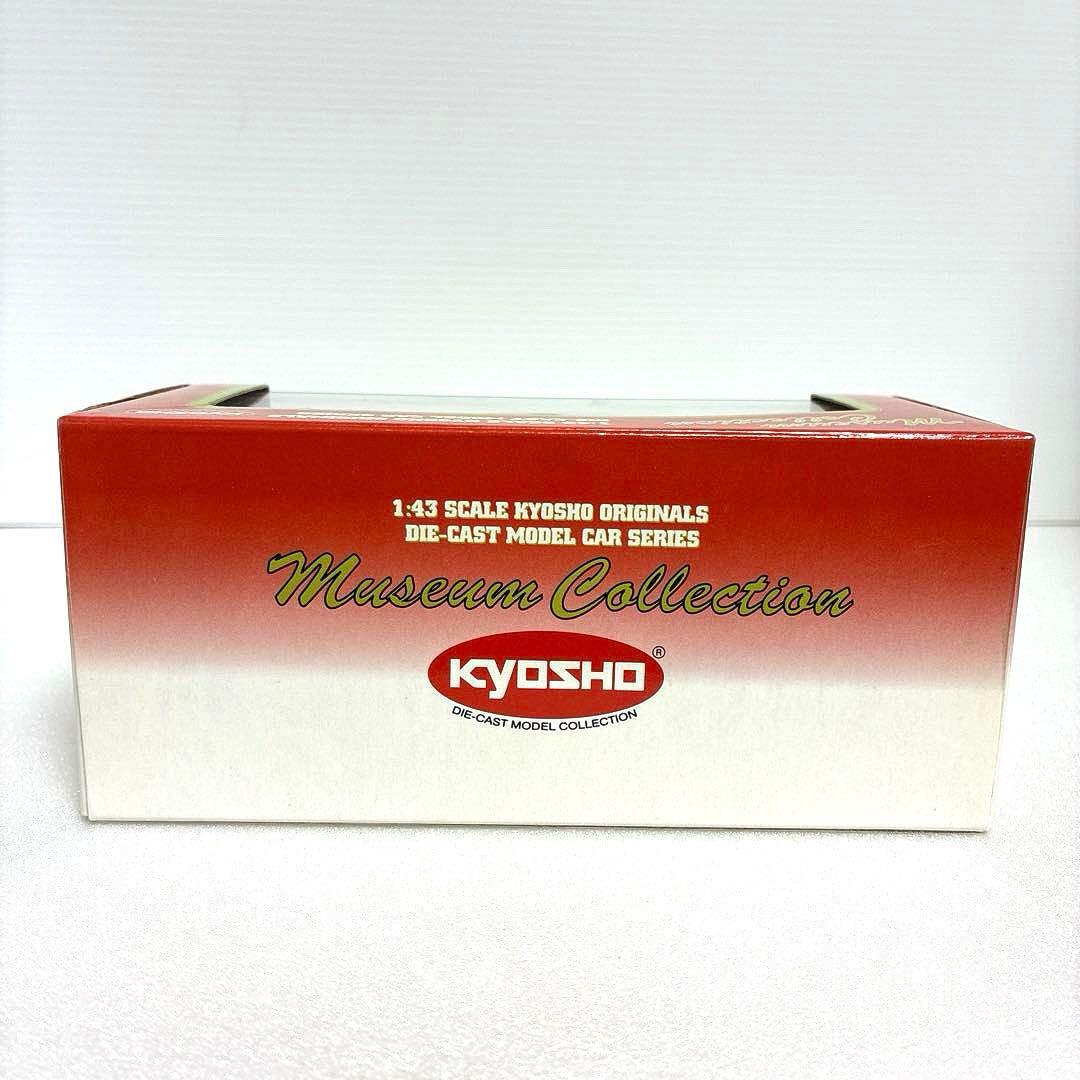 1:43 SCALE KYOSHO ORIGINALS
DIE-CAST MODEL CAR SERIES
Museum Collection
KYOSHO ®
DIE-CAST MODEL COLLECTION